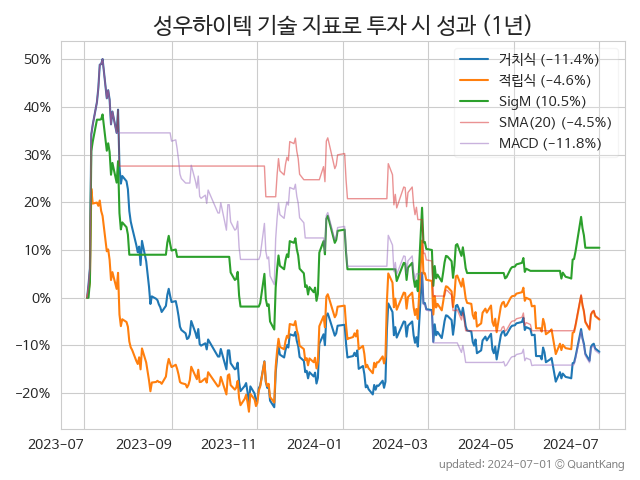 성우하이텍 기술 지표로 투자 시 성과 (1년)
거치식 (−11.4%)
적립식 (−4.6%)
SigM (10.5%)
SMA(20) (−4.5%)
MACD (−11.8%)
50%
40%
30%
20%
10%
0%
−10%
−20%
2023-07
2023-09
2023-11
2024-01
2024-03
2024-05
2024-07
updated: 2024-07-01 © QuantKang